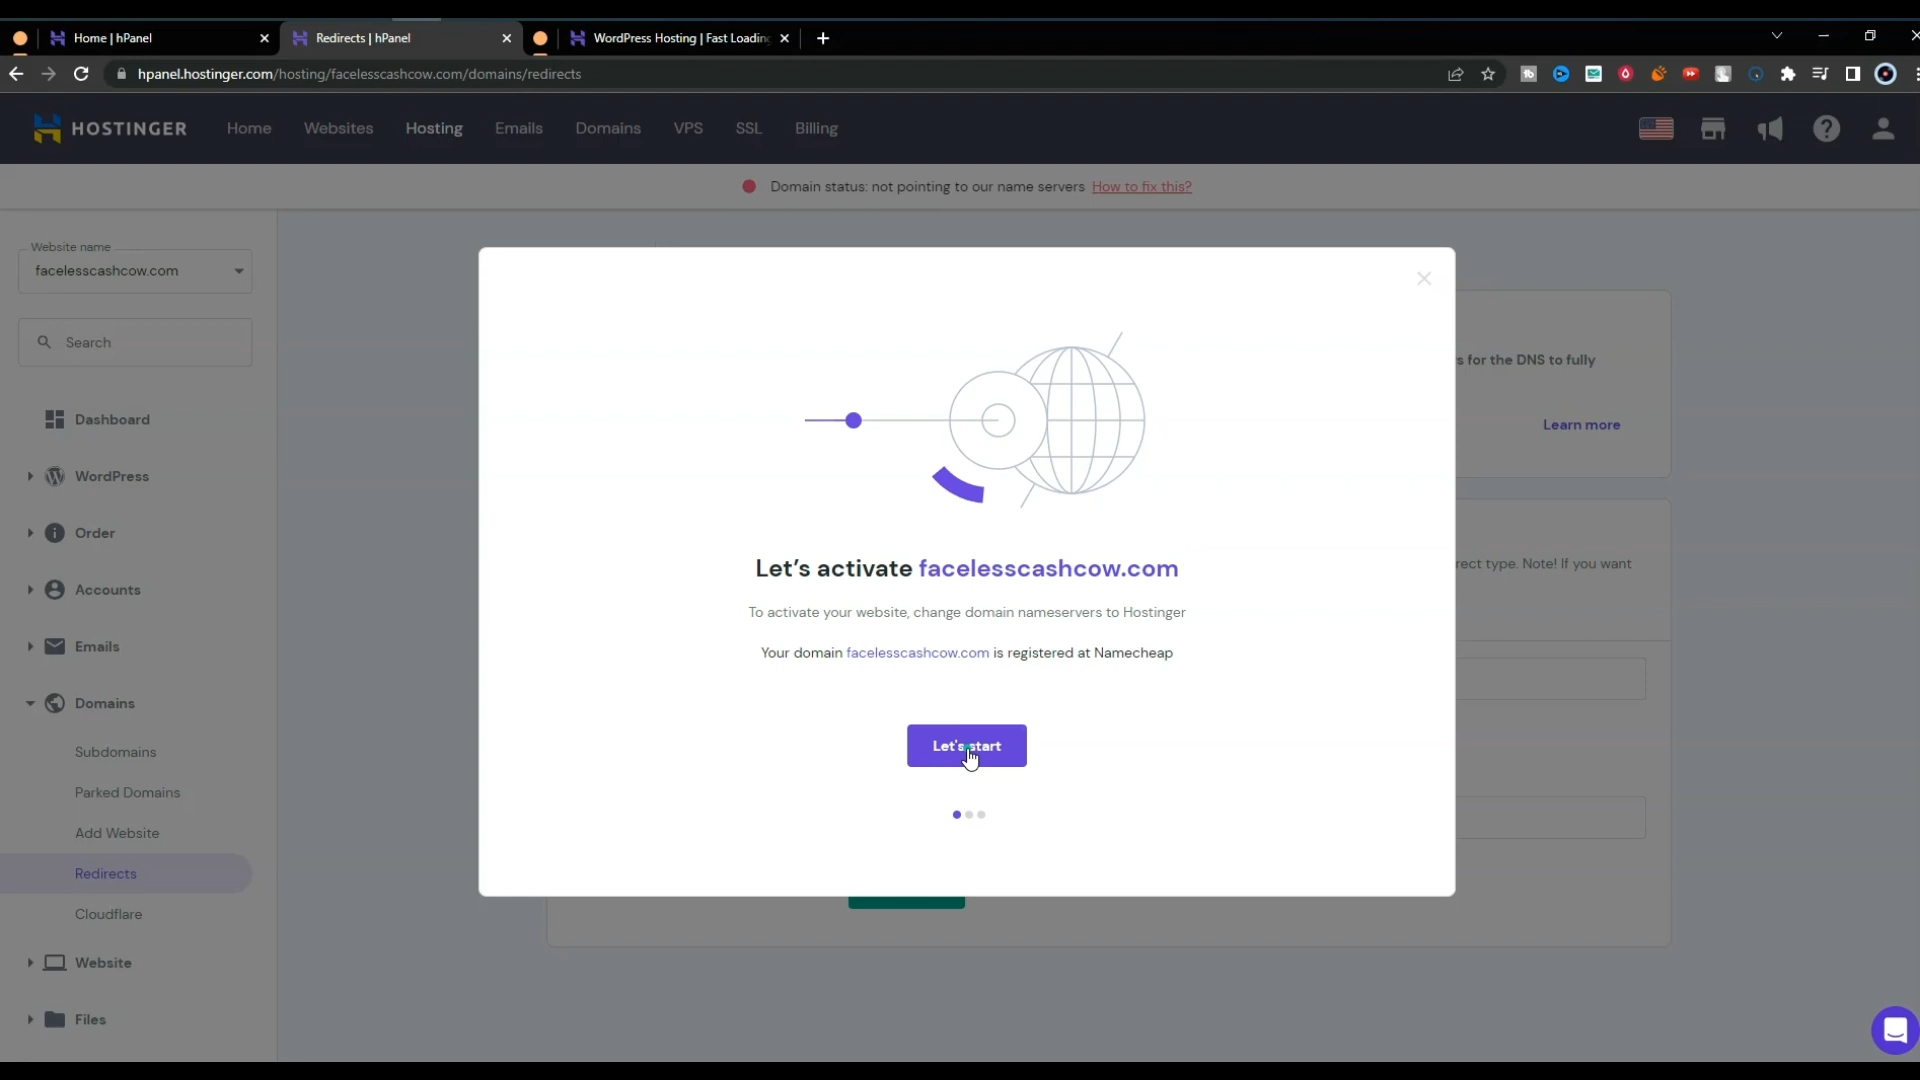 Home | hPanel
Redirects | hPanel
WordPress Hosting | Fast Loading
hpanel.hostinger.com/hosting/facelesscashcow.com/domains/redirects
HOSTINGER
Home
Websites
Hosting
Emails
Domains
VPS
SSL
Billing
Domain status: not pointing to our name servers How to fix this?
Website name
facelesscashcow.com
Search
Dashboard
WordPress
Order
Accounts
Emails
Domains
Subdomains
Parked Domains
Add Website
Redirects
Cloudflare
Website
Files
Let's activate facelesscashcow.com
To activate your website, change domain nameservers to Hostinger
Your domain facelesscashcow.com is registered at Namecheap
Let's start
s for the DNS to fully
Learn more
rect type. Note! If you want